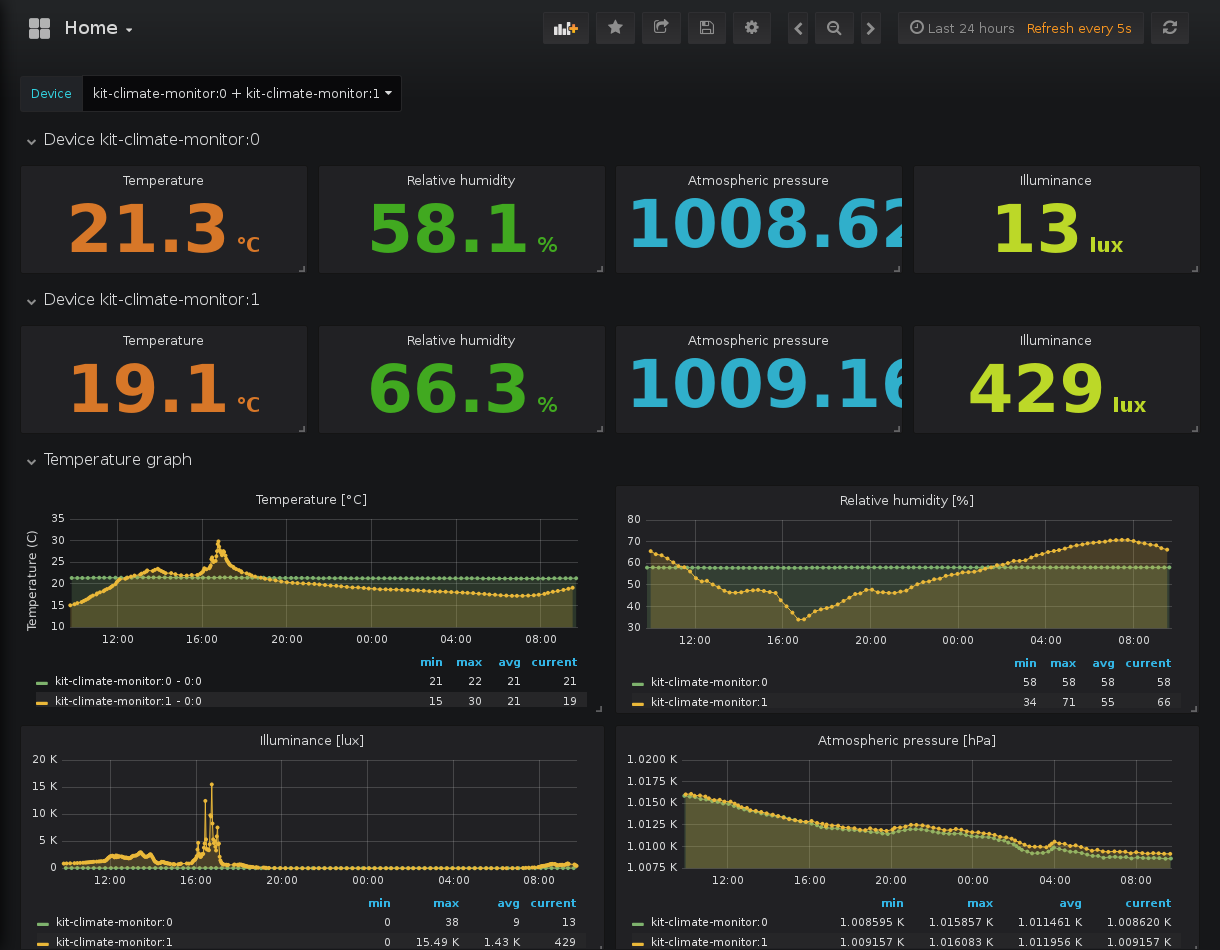 Home
Last 24 hours Refresh every 5s
Device kit-climate-monitor:0 + kit-climate-monitor:1
Device kit-climate-monitor:0
Temperature Relative humidity Atmospheric pressure Illuminance
21.3 °C 58.1 % 1008.62 13 lux
Device kit-climate-monitor:1
Temperature Relative humidity Atmospheric pressure Illuminance
19.1 °C 66.3 % 1009.16 429 lux
Temperature graph
Temperature [°C]
Temperature (C)
35
30
25
20
15
10
12:00 16:00 20:00 00:00 04:00 08:00
min max avg current
kit-climate-monitor:0 - 0:0 21 22 21 21
kit-climate-monitor:1 - 0:0 15 30 21 19
Relative humidity [%]
80
70
60
50
40
30
12:00 16:00 20:00 00:00 04:00 08:00
min max avg current
kit-climate-monitor:0 58 58 58 58
kit-climate-monitor:1 34 71 55 66
Illuminance [lux]
20 K
15 K
10 K
5 K
0
12:00 16:00 20:00 00:00 04:00 08:00
min max avg current
kit-climate-monitor:0 0 38 9 13
kit-climate-monitor:1 0 15.49 K 1.43 K 429
Atmospheric pressure [hPa]
1.0200 K
1.0175 K
1.0150 K
1.0125 K
1.0100 K
1.0075 K
12:00 16:00 20:00 00:00 04:00 08:00
min max avg current
kit-climate-monitor:0 1.008595 K 1.015857 K 1.011461 K 1.008620 K
kit-climate-monitor:1 1.009157 K 1.016083 K 1.011956 K 1.009157 K